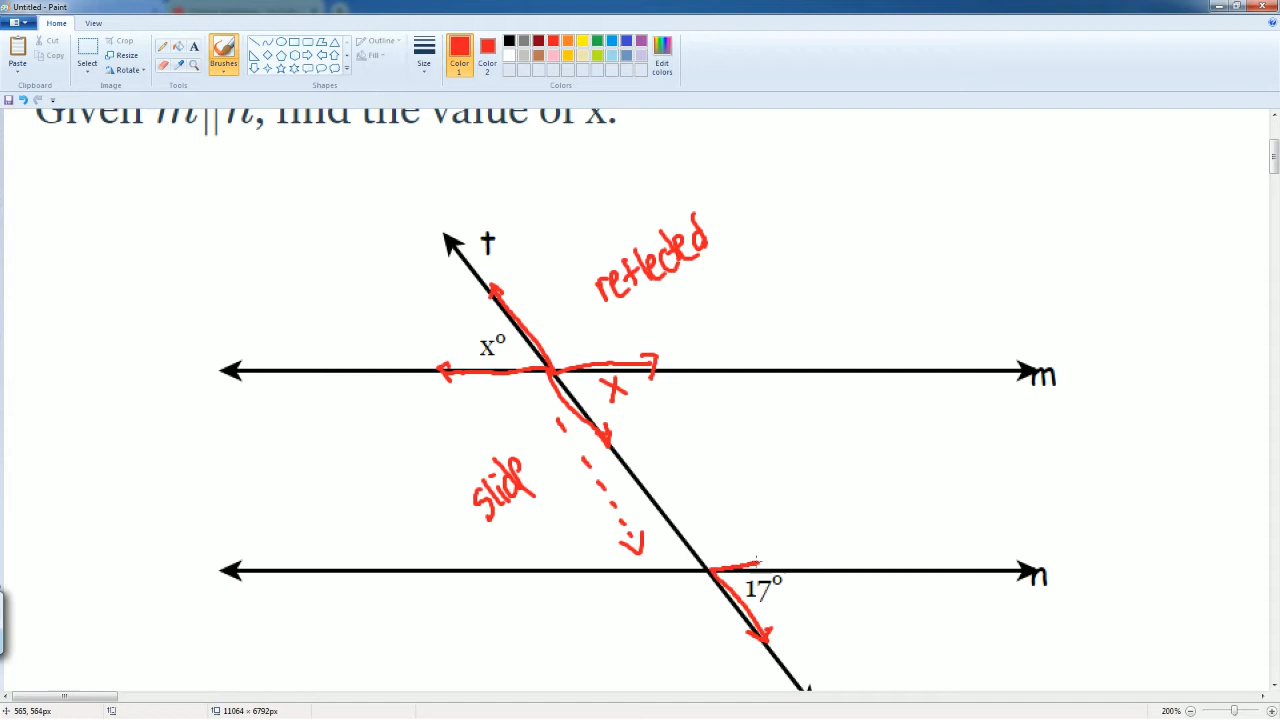 Untitled - Paint
Home
View
Paste
Cut
Copy
Clipboard
Select
Crop
Resize
Rotate
Image
A
Tools
Brushes
Outline
Fill
Shapes
Size
Color
1
Color
2
Edit
colors
Colors
Given m||n, find the value of x.
t
reflected
x°
x
m
slide
17°
n
565, 564px
11064 × 6792px
200%